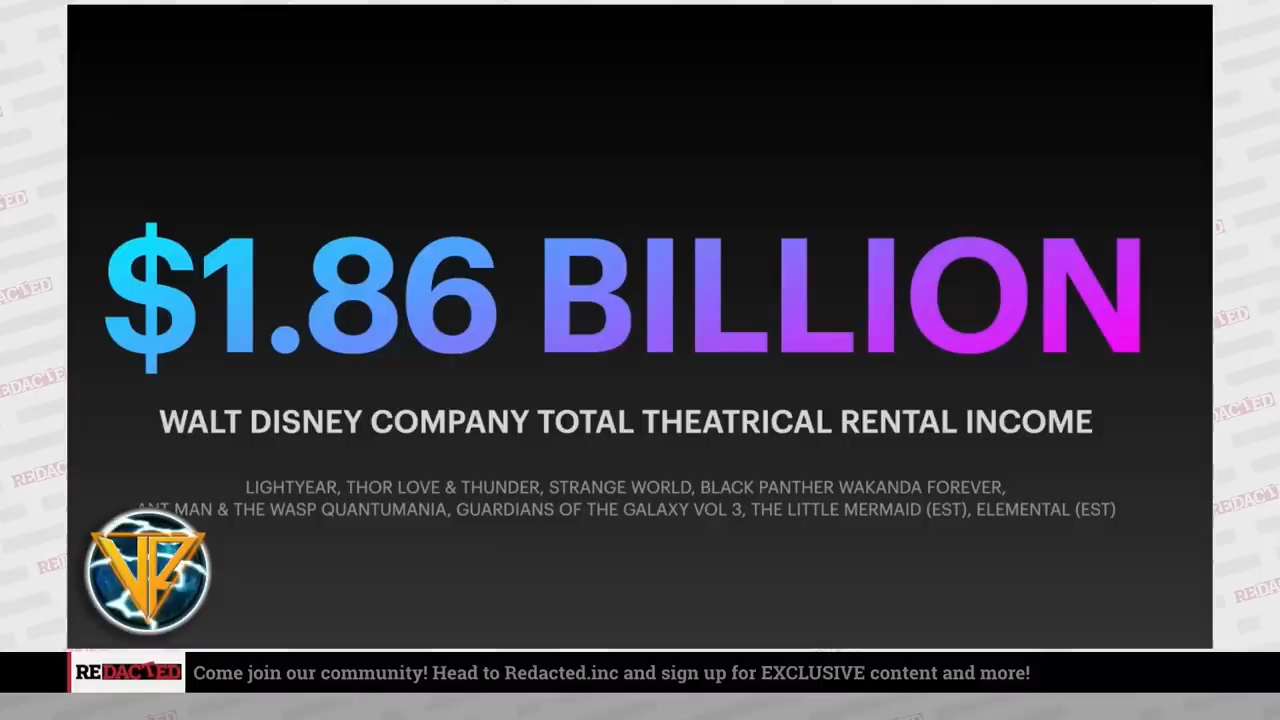 $1.86 BILLION
WALT DISNEY COMPANY TOTAL THEATRICAL RENTAL INCOME
LIGHTYEAR, THOR LOVE & THUNDER, STRANGE WORLD, BLACK PANTHER WAKANDA FOREVER,
ANT MAN & THE WASP QUANTUMANIA, GUARDIANS OF THE GALAXY VOL 3, THE LITTLE MERMAID (EST), ELEMENTAL (EST)
VF
REDACTED Come join our community! Head to Redacted.inc and sign up for EXCLUSIVE content and more!